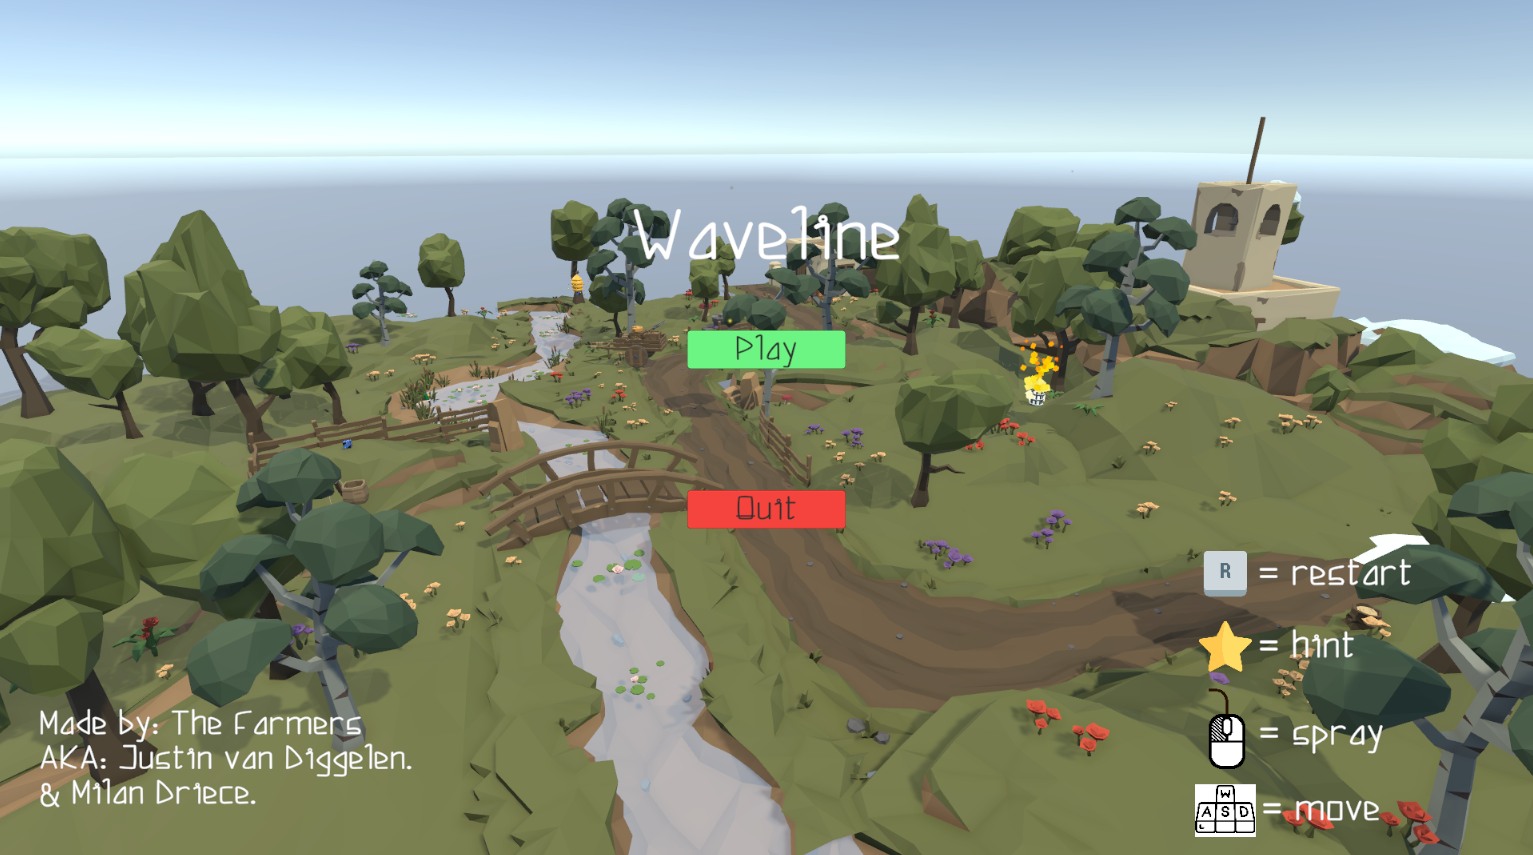 Waveline
Play
Quit
R = restart
= hint
= spray
W
A S D = move
Made by: The Farmers
AKA: Justin van Diggelen.
& Milan Driece.